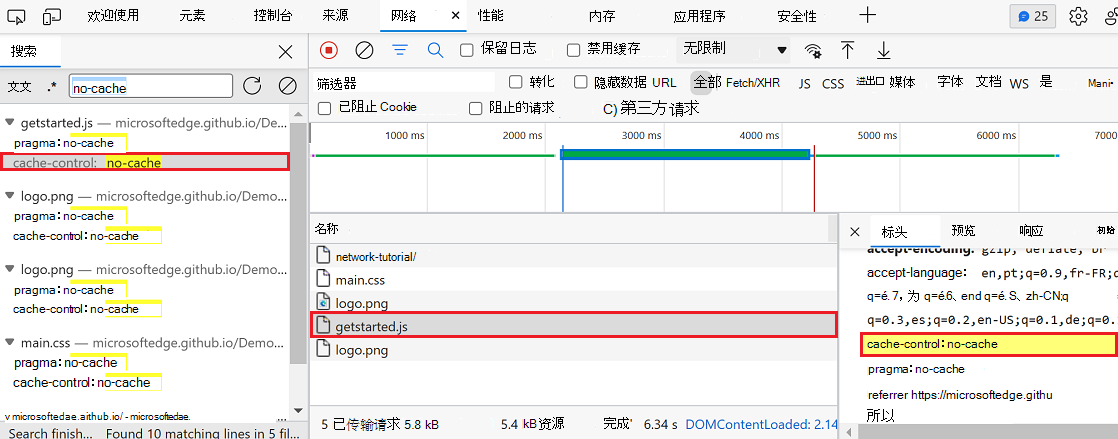 欢迎使用 元素 控制台 来源 网络 × 性能 内存 应用程序 安全性 + 25
搜索 ×
文文 .* no-cache
getstarted.js — microsoftedge.github.io/De...
pragma:no-cache
cache-control: no-cache
logo.png — microsoftedge.github.io/Demo...
pragma:no-cache
cache-control:no-cache
logo.png — microsoftedge.github.io/Demo...
pragma:no-cache
cache-control:no-cache
main.css — microsoftedge.github.io/Demo...
pragma:no-cache
cache-control:no-cache
v microsoftedae.aithub.io/ - microsoftedae.
Search finish... Found 10 matching lines in 5 fil...
保留日志 禁用缓存 无限制
筛选器 转化 隐藏数据 URL 全部 Fetch/XHR JS CSS 进出口 媒体 字体 文档 WS 是 Mani·
已阻止 Cookie 阻止的请求 C) 第三方请求
1000 ms 2000 ms 3000 ms 4000 ms 5000 ms 6000 ms 7000
名称
network-tutorial/
main.css
logo.png
getstarted.js
logo.png
5 已传输请求 5.8 kB 5.4 kB资源 完成' 6.34 s DOMContentLoaded: 2.14
× 标头 预览 响应 初始
accept-encoding: gzip, deflate, br
accept-language: en,pt;q=0.9,fr-FR;q
q=é.7，为 q=é.6、end q=é. S、zh-CN;q
q=0.3,es;q=0.2,en-US;q=0.1,de;q=0.
cache-control:no-cache
pragma:no-cache
referrer https://microsoftedge.githu
所以